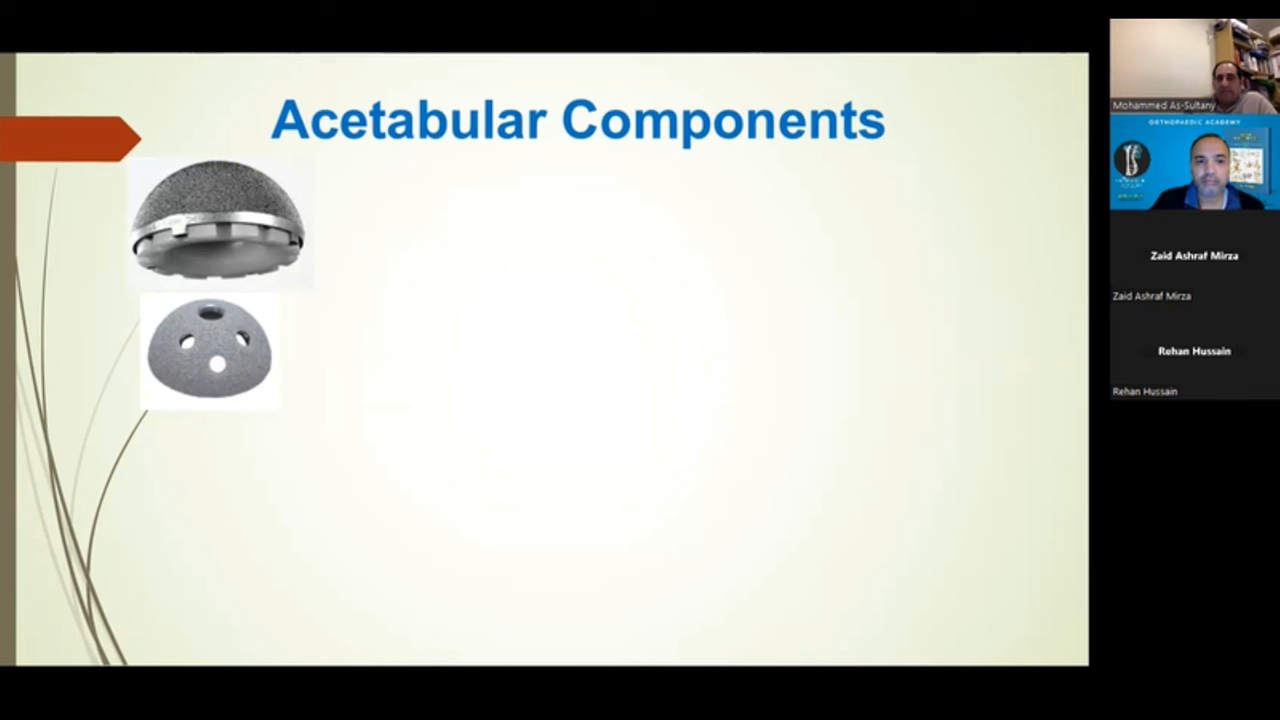 Acetabular Components
Mohammed As-Sultany
ORTHOPAEDIC ACADEMY
Zaid Ashraf Mirza
Zaid Ashraf Mirza
Rehan Hussain
Rehan Hussain